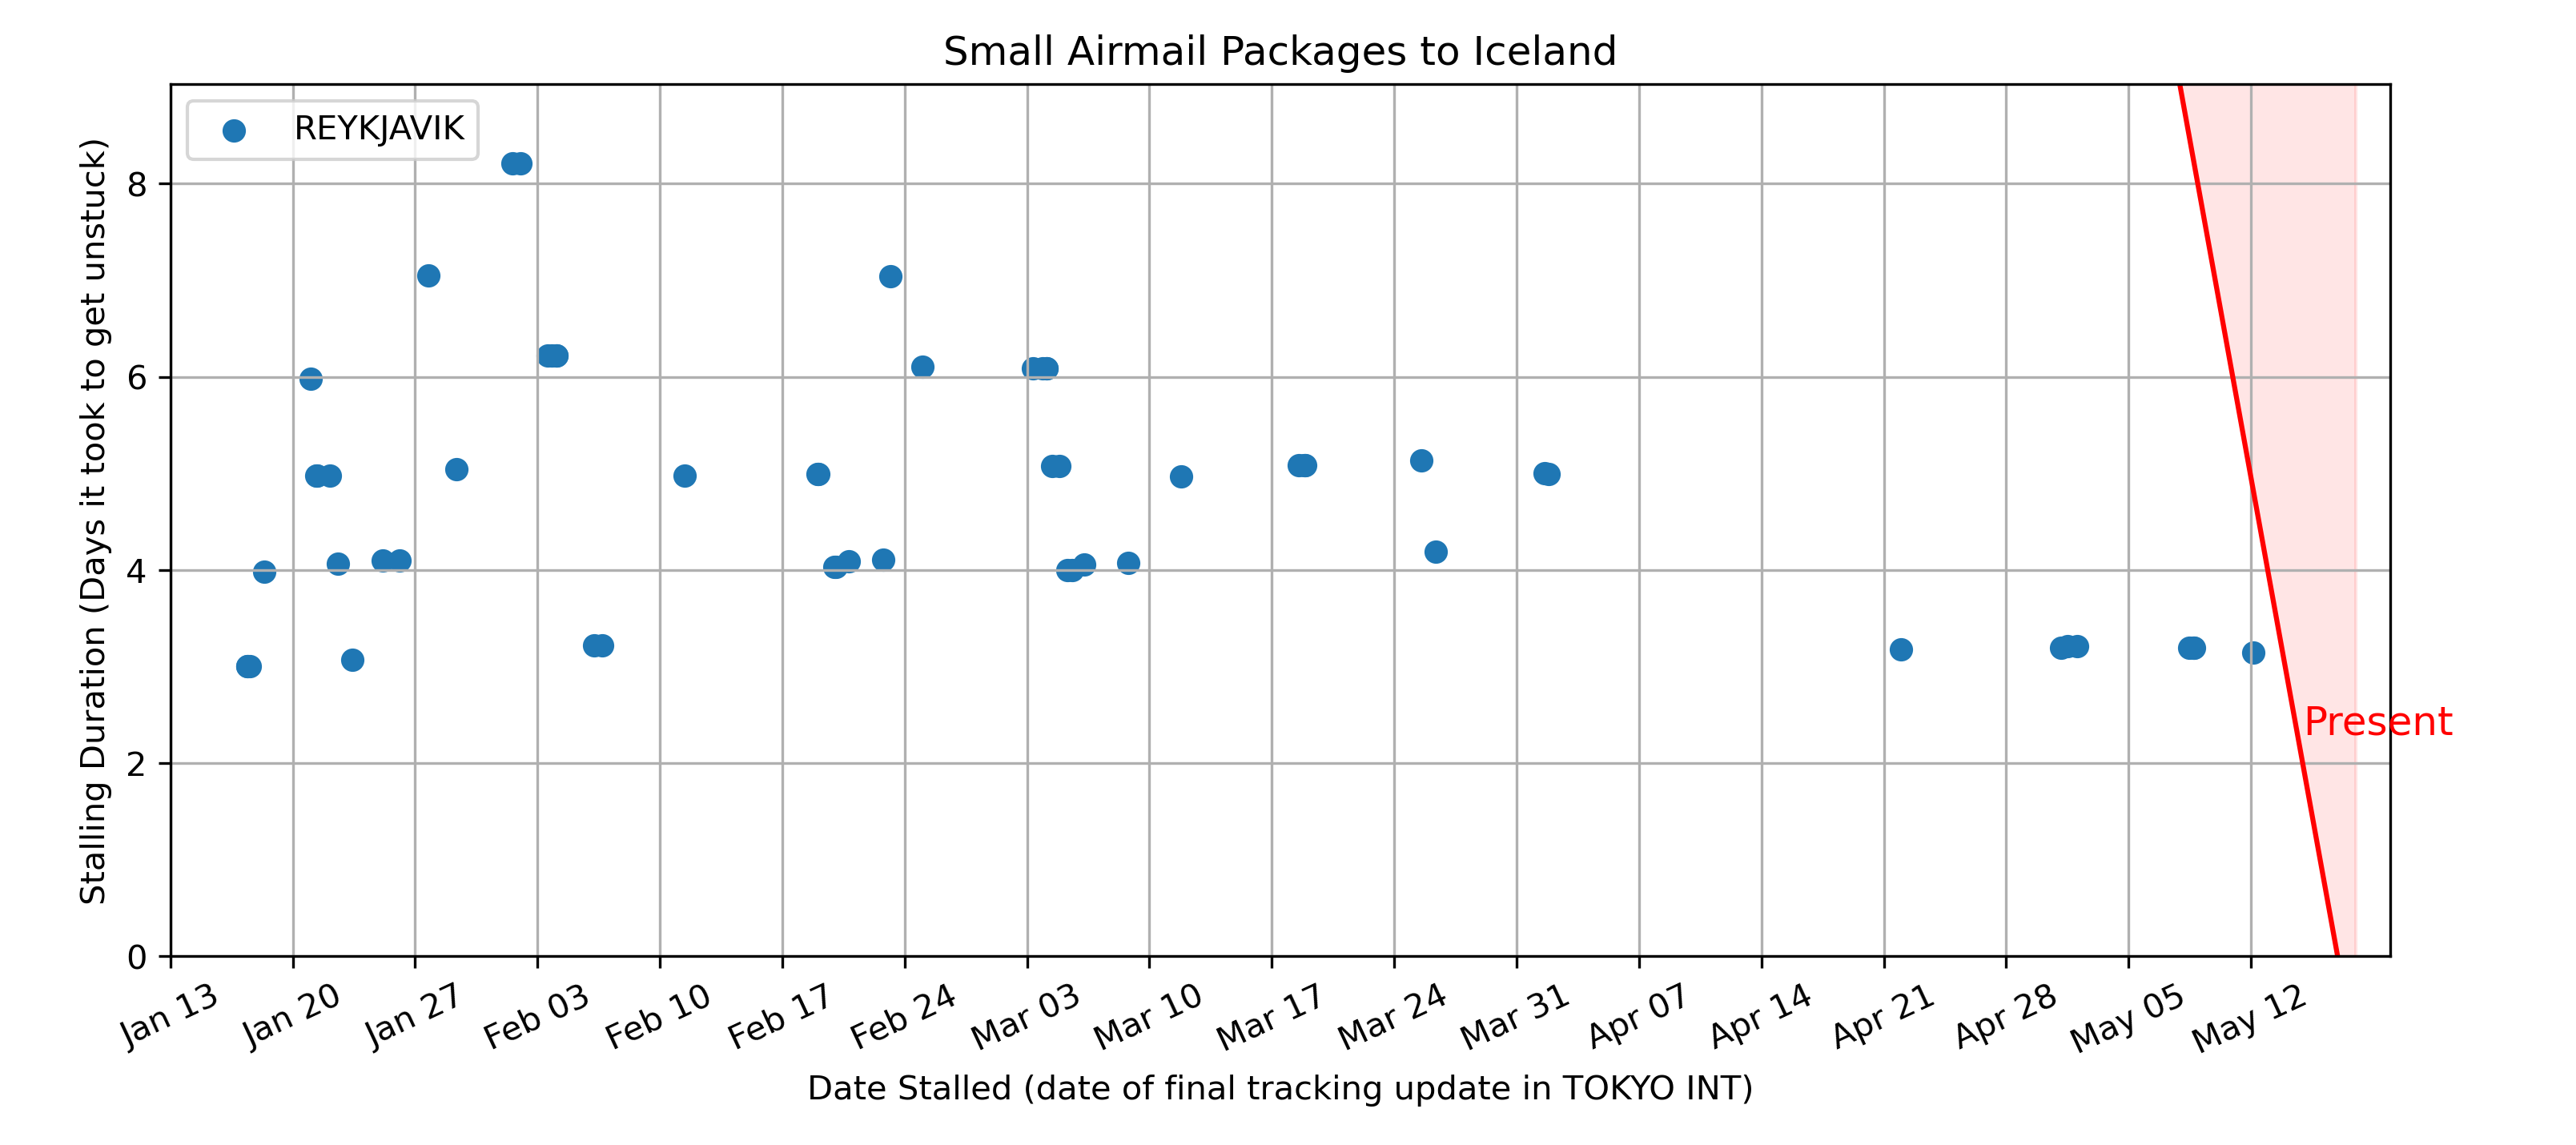 Small Airmail Packages to Iceland
REYKJAVIK
Stalling Duration (Days it took to get unstuck)
8
6
4
2
0
Present
Jan 13 Jan 20 Jan 27 Feb 03 Feb 10 Feb 17 Feb 24 Mar 03 Mar 10 Mar 17 Mar 24 Mar 31 Apr 07 Apr 14 Apr 21 Apr 28 May 05 May 12
Date Stalled (date of final tracking update in TOKYO INT)